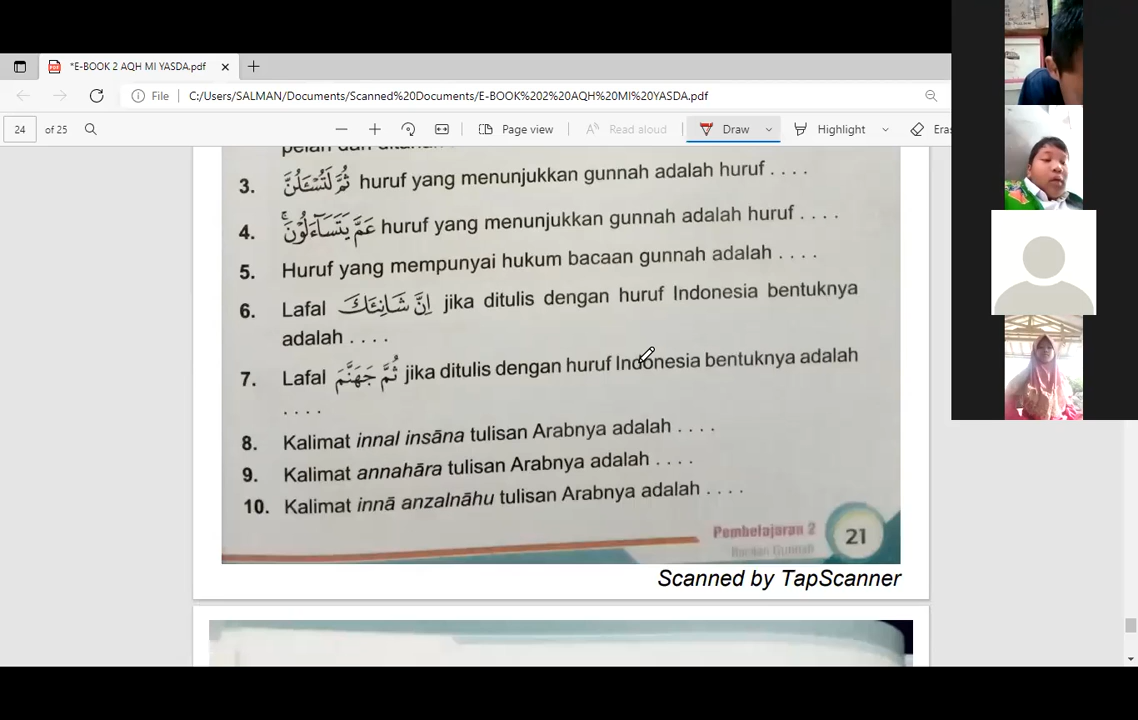 *E-BOOK 2 AQH MI YASDA.pdf
File C:/Users/SALMAN/Documents/Scanned%20Documents/E-BOOK%202%20AQH%20MI%20YASDA.pdf
24 of 25 Page view Read aloud Draw Highlight Eras
3. ثُمَّ لَتُسْـَٔلُنَّ huruf yang menunjukkan gunnah adalah huruf . . . .
4. عَمَّ يَتَسَآءَلُوْنَۚ huruf yang menunjukkan gunnah adalah huruf . . . .
5. Huruf yang mempunyai hukum bacaan gunnah adalah . . . .
6. Lafal اِنَّ شَانِئَكَ jika ditulis dengan huruf Indonesia bentuknya
adalah . . . .
7. Lafal ثُمَّ جَهَنَّمَ jika ditulis dengan huruf Indonesia bentuknya adalah
. . . .
8. Kalimat innal insāna tulisan Arabnya adalah . . . .
9. Kalimat annahāra tulisan Arabnya adalah . . . .
10. Kalimat innā anzalnāhu tulisan Arabnya adalah . . . .
Pembelajaran 2
Bacaan Gunnah
21
Scanned by TapScanner